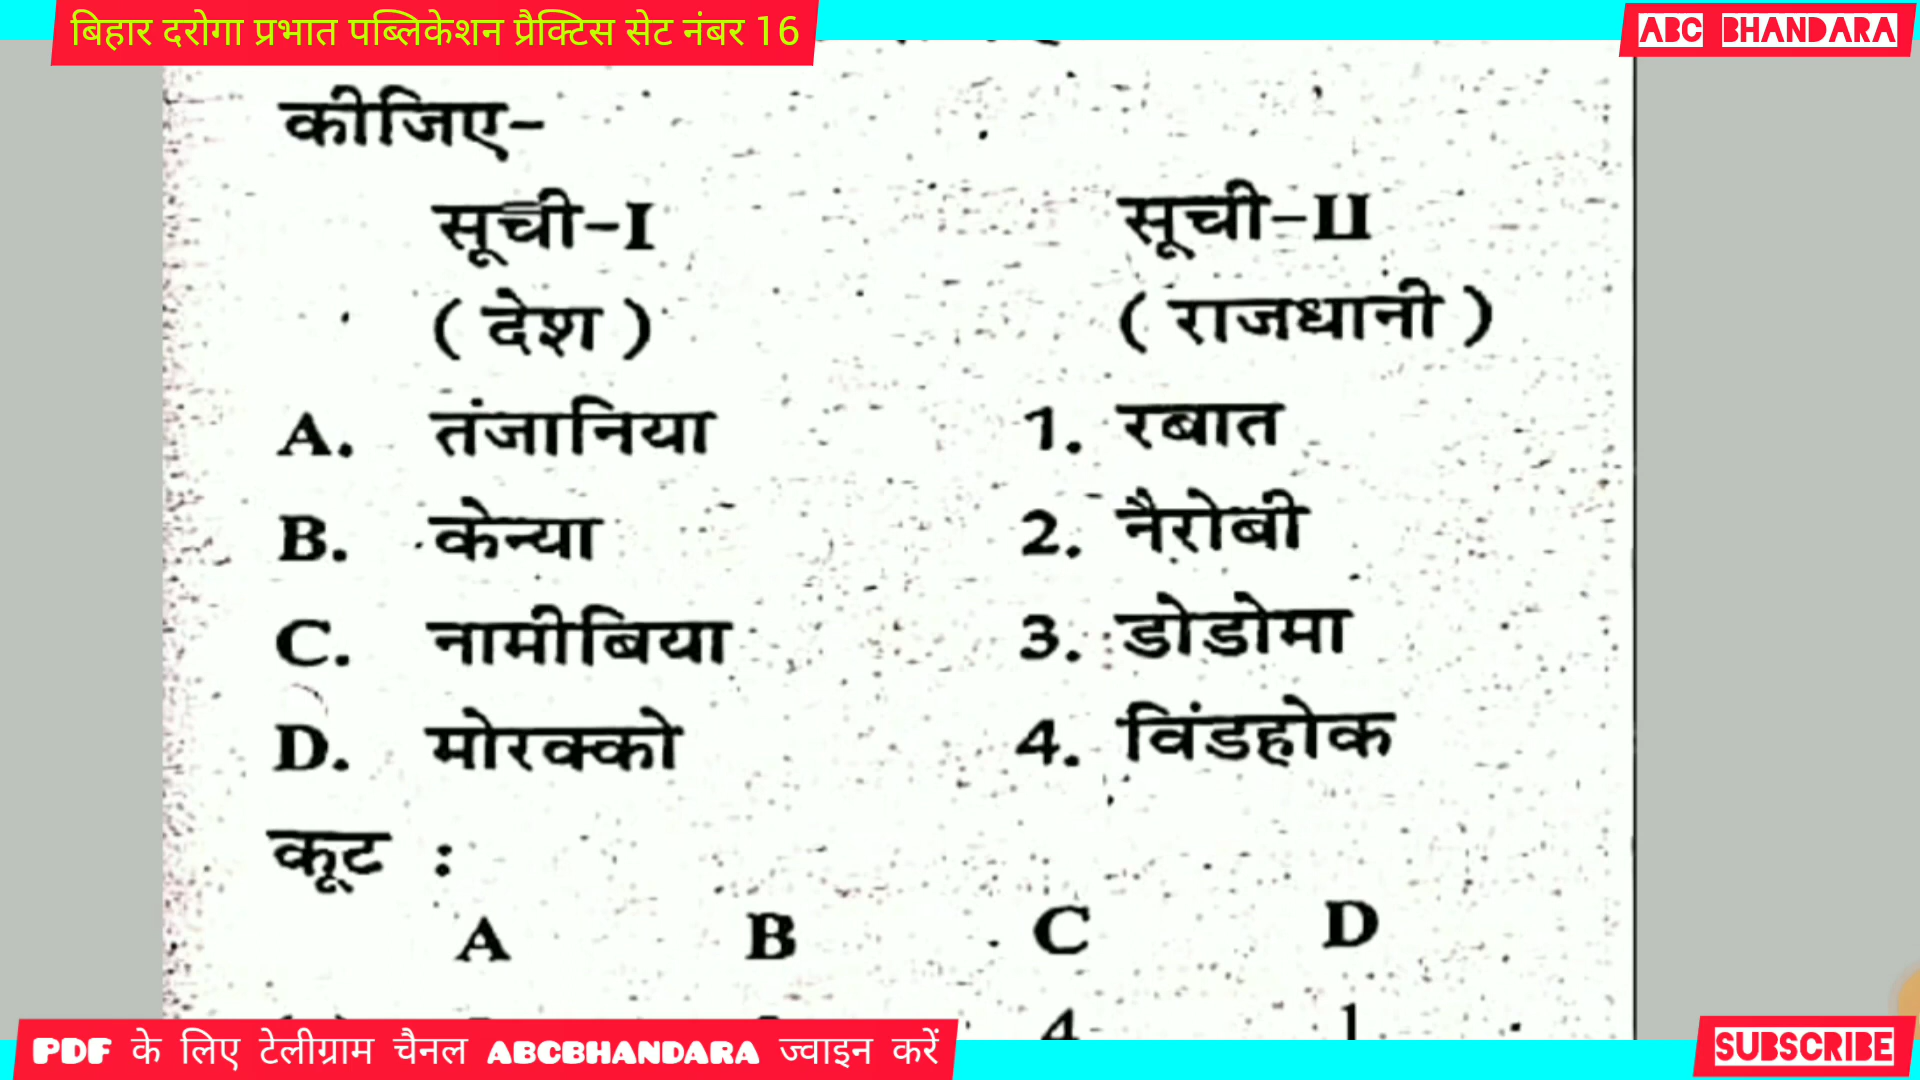 बिहार दरोगा प्रभात पब्लिकेशन प्रैक्टिस सेट नंबर 16
ABC BHANDARA
कीजिए-
सूची-I सूची-II
( देश ) ( राजधानी )
A. तंजानिया 1. रबात
B. केन्या 2. नैरोबी
C. नामीबिया 3. डोडोमा
D. मोरक्को 4. विंडहोक
कूट :
A B C D
4 1
PDF के लिए टेलीग्राम चैनल ABCBHANDARA ज्वाइन करें
SUBSCRIBE